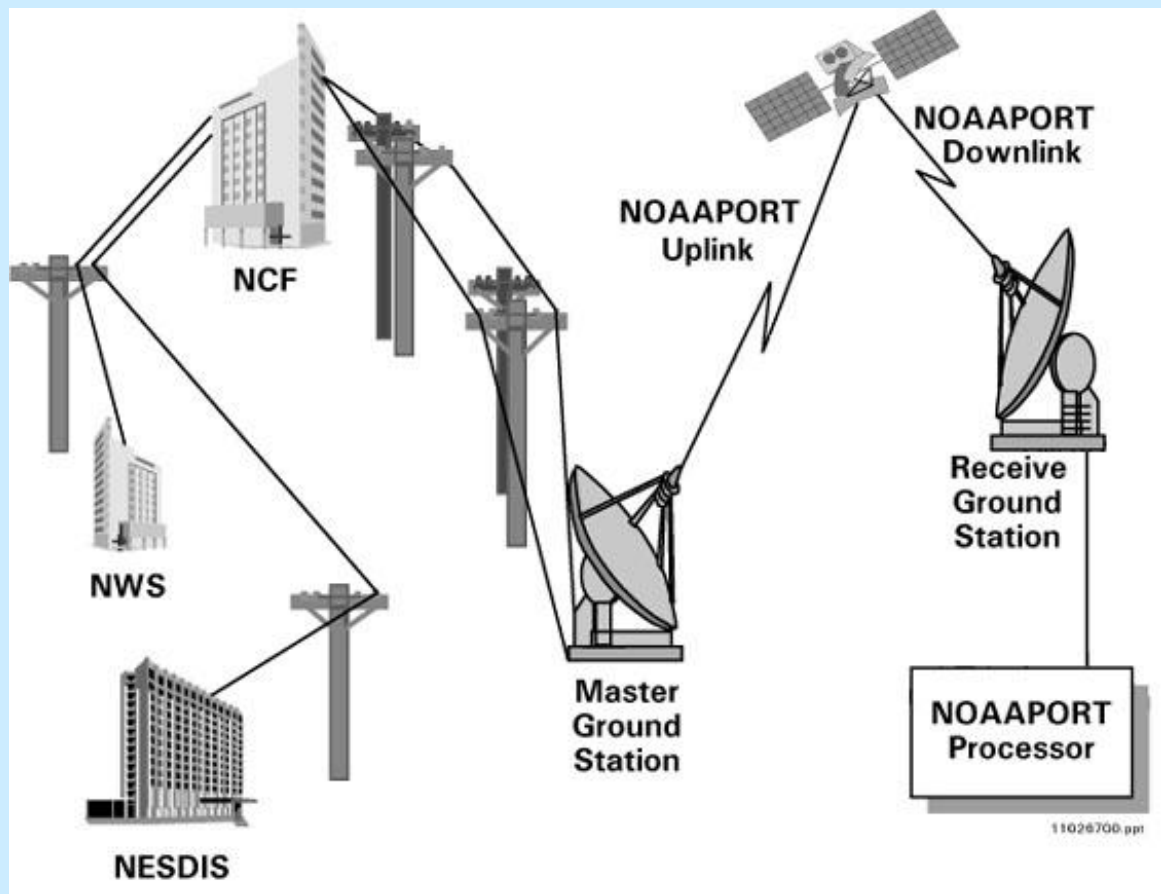 NOAAPORT
Downlink
NOAAPORT
Uplink
NCF
NWS
Receive
Ground
Station
Master
Ground
Station
NOAAPORT
Processor
11026700.ppt
NESDIS